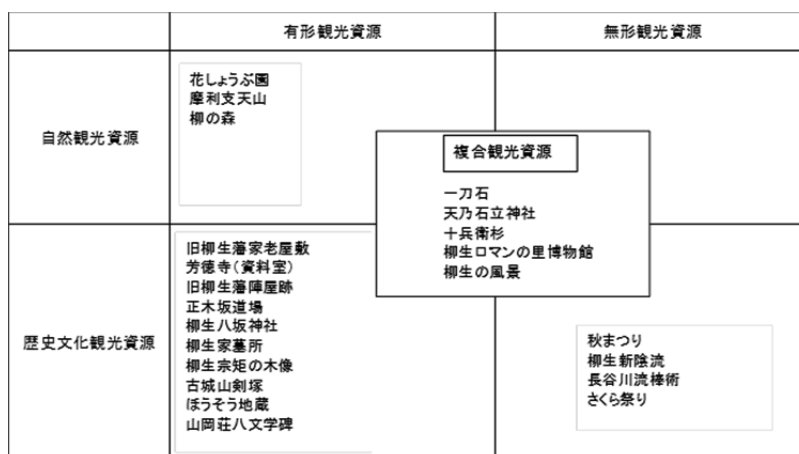 有形観光資源
無形観光資源
自然観光資源
花しょうぶ園
摩利支天山
柳の森
複合観光資源
一刀石
天乃石立神社
十兵衛杉
柳生ロマンの里博物館
柳生の風景
歴史文化観光資源
旧柳生藩家老屋敷
芳徳寺(資料室)
旧柳生藩陣屋跡
正木坂道場
柳生八坂神社
柳生家墓所
柳生宗矩の木像
古城山剣塚
ほうそう地蔵
山岡荘八文学碑
秋まつり
柳生新陰流
長谷川流棒術
さくら祭り